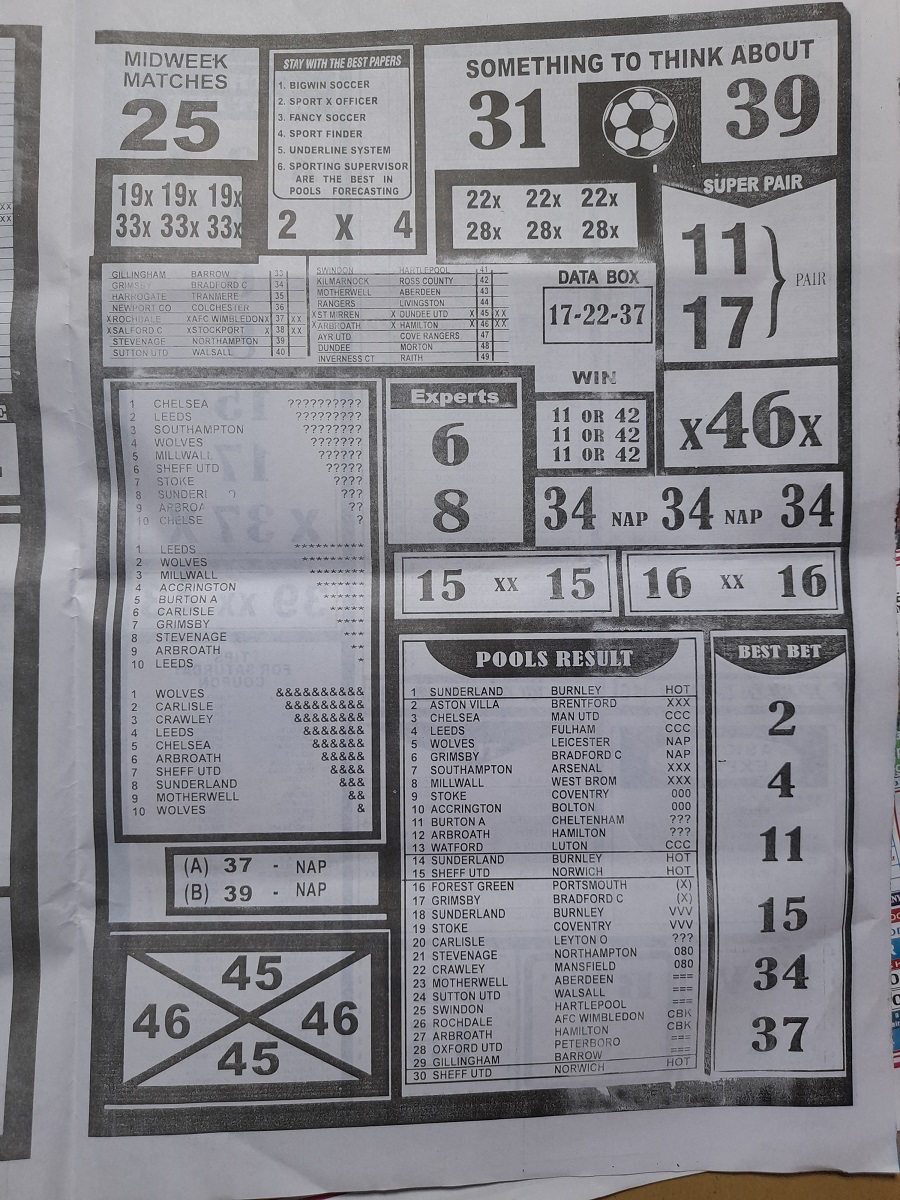 MIDWEEK
MATCHES
25
STAY WITH THE BEST PAPERS
1. BIGWIN SOCCER
2. SPORT X OFFICER
3. FANCY SOCCER
4. SPORT FINDER
5. UNDERLINE SYSTEM
6. SPORTING SUPERVISOR
ARE THE BEST IN
POOLS FORECASTING
2 X 4
SOMETHING TO THINK ABOUT
31 39
19x 19x 19x
33x 33x 33x
22x 22x 22x
28x 28x 28x
SUPER PAIR
11
17
PAIR
GILLINGHAM BARROW 33
GRIMSBY BRADFORD C 34
HARROGATE TRANMERE 35
NEWPORT CO COLCHESTER 36
XROCHDALE XAFC WIMBLEDONX 37 XX
XSALFORD C XSTOCKPORT X 38 XX
STEVENAGE NORTHAMPTON 39
SUTTON UTD WALSALL 40
SWINDON HARTLEPOOL 41
KILMARNOCK ROSS COUNTY 42
MOTHERWELL ABERDEEN 43
RANGERS LIVINGSTON 44
XST MIRREN X DUNDEE UTD X 45 XX
XARBROATH X HAMILTON X 46 XX
AYR UTD COVE RANGERS 47
DUNDEE MORTON 48
INVERNESS CT RAITH 49
DATA BOX
17-22-37
WIN
11 OR 42
11 OR 42
11 OR 42
x46x
1 CHELSEA ??????????
2 LEEDS ?????????
3 SOUTHAMPTON ????????
4 WOLVES ???????
5 MILLWALL ??????
6 SHEFF UTD ?????
7 STOKE ????
8 SUNDERL ???
9 ARBROA ??
10 CHELSE ?
1 LEEDS **********
2 WOLVES *********
3 MILLWALL ********
4 ACCRINGTON *******
5 BURTON A ******
6 CARLISLE *****
7 GRIMSBY ****
8 STEVENAGE ***
9 ARBROATH **
10 LEEDS *
1 WOLVES &&&&&&&&&&
2 CARLISLE &&&&&&&&&
3 CRAWLEY &&&&&&&&
4 LEEDS &&&&&&&
5 CHELSEA &&&&&&
6 ARBROATH &&&&&
7 SHEFF UTD &&&&
8 SUNDERLAND &&&
9 MOTHERWELL &&
10 WOLVES &
Experts
6
8
34 NAP 34 NAP 34
15 XX 15
16 XX 16
(A) 37 - NAP
(B) 39 - NAP
45
46 46
45
POOLS RESULT
1 SUNDERLAND BURNLEY HOT
2 ASTON VILLA BRENTFORD XXX
3 CHELSEA MAN UTD CCC
4 LEEDS FULHAM CCC
5 WOLVES LEICESTER NAP
6 GRIMSBY BRADFORD C NAP
7 SOUTHAMPTON ARSENAL XXX
8 MILLWALL WEST BROM XXX
9 STOKE COVENTRY 000
10 ACCRINGTON BOLTON 000
11 BURTON A CHELTENHAM ???
12 ARBROATH HAMILTON ???
13 WATFORD LUTON CCC
14 SUNDERLAND BURNLEY HOT
15 SHEFF UTD NORWICH HOT
16 FOREST GREEN PORTSMOUTH (X)
17 GRIMSBY BRADFORD C (X)
18 SUNDERLAND BURNLEY VVV
19 STOKE COVENTRY VVV
20 CARLISLE LEYTON O ???
21 STEVENAGE NORTHAMPTON 080
22 CRAWLEY MANSFIELD 080
23 MOTHERWELL ABERDEEN ===
24 SUTTON UTD WALSALL ===
25 SWINDON HARTLEPOOL ===
26 ROCHDALE AFC WIMBLEDON CBK
27 ARBROATH HAMILTON CBK
28 OXFORD UTD PETERBORO ===
29 GILLINGHAM BARROW ===
30 SHEFF UTD NORWICH HOT
BEST BET
2
4
11
15
34
37